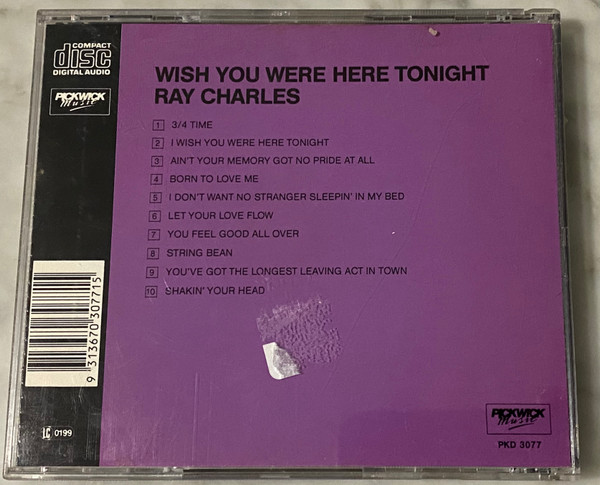 COMPACT
disc
DIGITAL AUDIO
PICKWICK
Music
WISH YOU WERE HERE TONIGHT
RAY CHARLES
1 3/4 TIME
2 I WISH YOU WERE HERE TONIGHT
3 AIN'T YOUR MEMORY GOT NO PRIDE AT ALL
4 BORN TO LOVE ME
5 I DON'T WANT NO STRANGER SLEEPIN' IN MY BED
6 LET YOUR LOVE FLOW
7 YOU FEEL GOOD ALL OVER
8 STRING BEAN
9 YOU'VE GOT THE LONGEST LEAVING ACT IN TOWN
10 SHAKIN' YOUR HEAD
9 313670 307715
LC 0199
PICKWICK
Music
PKD 3077